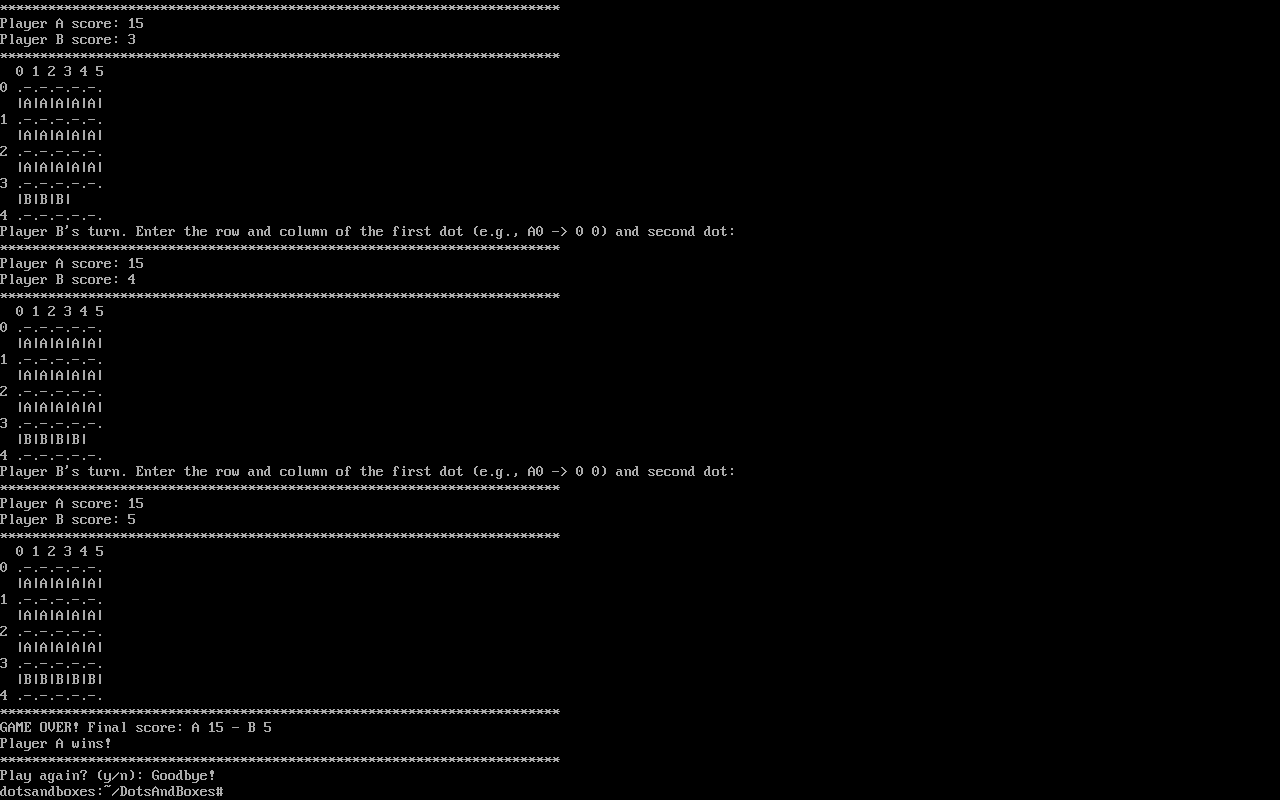 **********************************************************************
Player A score: 15
Player B score: 3
**********************************************************************
  0 1 2 3 4 5
0 .-.-.-.-.-.
  |A|A|A|A|A|
1 .-.-.-.-.-.
  |A|A|A|A|A|
2 .-.-.-.-.-.
  |A|A|A|A|A|
3 .-.-.-.-.-.
  |B|B|B|
4 .-.-.-.-.-.
Player B's turn. Enter the row and column of the first dot (e.g., A0 -> 0 0) and second dot:
**********************************************************************
Player A score: 15
Player B score: 4
**********************************************************************
  0 1 2 3 4 5
0 .-.-.-.-.-.
  |A|A|A|A|A|
1 .-.-.-.-.-.
  |A|A|A|A|A|
2 .-.-.-.-.-.
  |A|A|A|A|A|
3 .-.-.-.-.-.
  |B|B|B|B|
4 .-.-.-.-.-.
Player B's turn. Enter the row and column of the first dot (e.g., A0 -> 0 0) and second dot:
**********************************************************************
Player A score: 15
Player B score: 5
**********************************************************************
  0 1 2 3 4 5
0 .-.-.-.-.-.
  |A|A|A|A|A|
1 .-.-.-.-.-.
  |A|A|A|A|A|
2 .-.-.-.-.-.
  |A|A|A|A|A|
3 .-.-.-.-.-.
  |B|B|B|B|B|
4 .-.-.-.-.-.
**********************************************************************
GAME OVER! Final score: A 15 - B 5
Player A wins!
**********************************************************************
Play again? (y/n): Goodbye!
dotsandboxes:~/DotsAndBoxes#